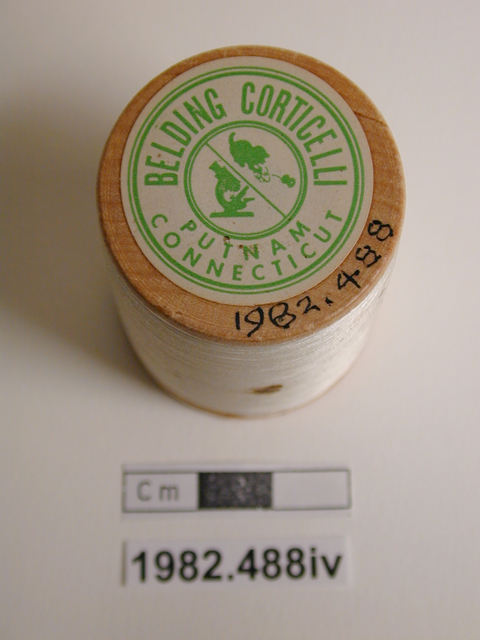 BELDING CORTICELLI
PUTNAM
CONNECTICUT
1982.488
Cm
1982.488iv